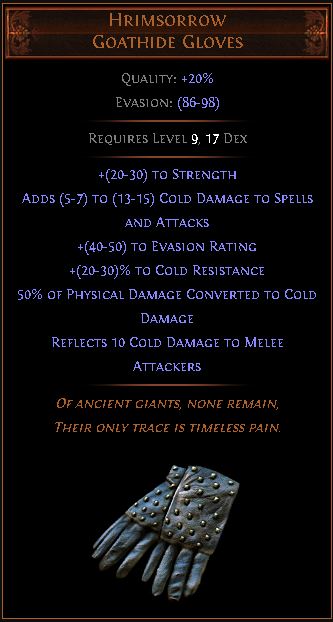 Hrimsorrow
Goathide Gloves
Quality: +20%
Evasion: (86-98)
Requires Level 9, 17 Dex
+(20-30) to Strength
Adds (5-7) to (13-15) Cold Damage to Spells
and Attacks
+(40-50) to Evasion Rating
+(20-30)% to Cold Resistance
50% of Physical Damage Converted to Cold
Damage
Reflects 10 Cold Damage to Melee
Attackers
Of ancient giants, none remain,
Their only trace is timeless pain.